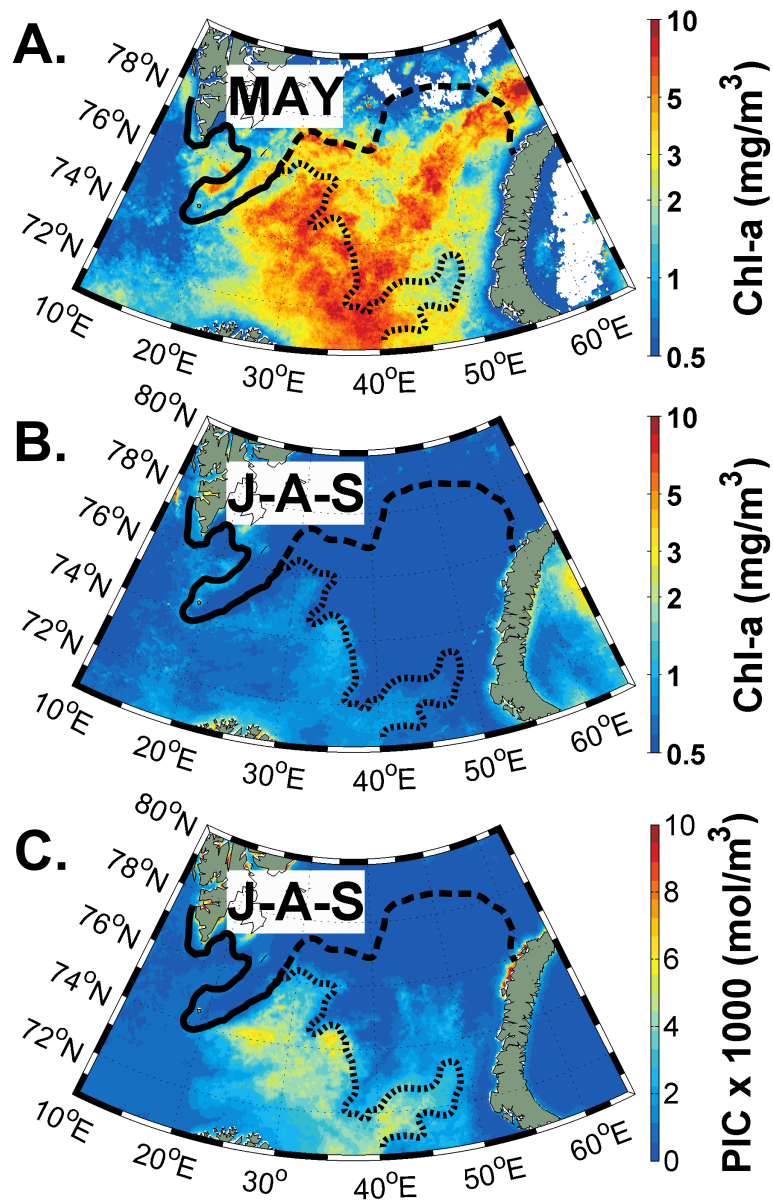 A.
MAY
78°N
76°N
74°N
72°N
10°E
20°E
30°E
40°E
50°E
60°E
10
5
3
2
1
0.5
Chl-a (mg/m³)
B.
J-A-S
80°N
78°N
76°N
74°N
72°N
10°E
20°E
30°E
40°E
50°E
60°E
10
5
3
2
1
0.5
Chl-a (mg/m³)
C.
J-A-S
80°N
78°N
76°N
74°N
72°N
10°E
20°E
30°
40°E
50°E
60°E
10
8
6
4
2
0
PIC x 1000 (mol/m³)